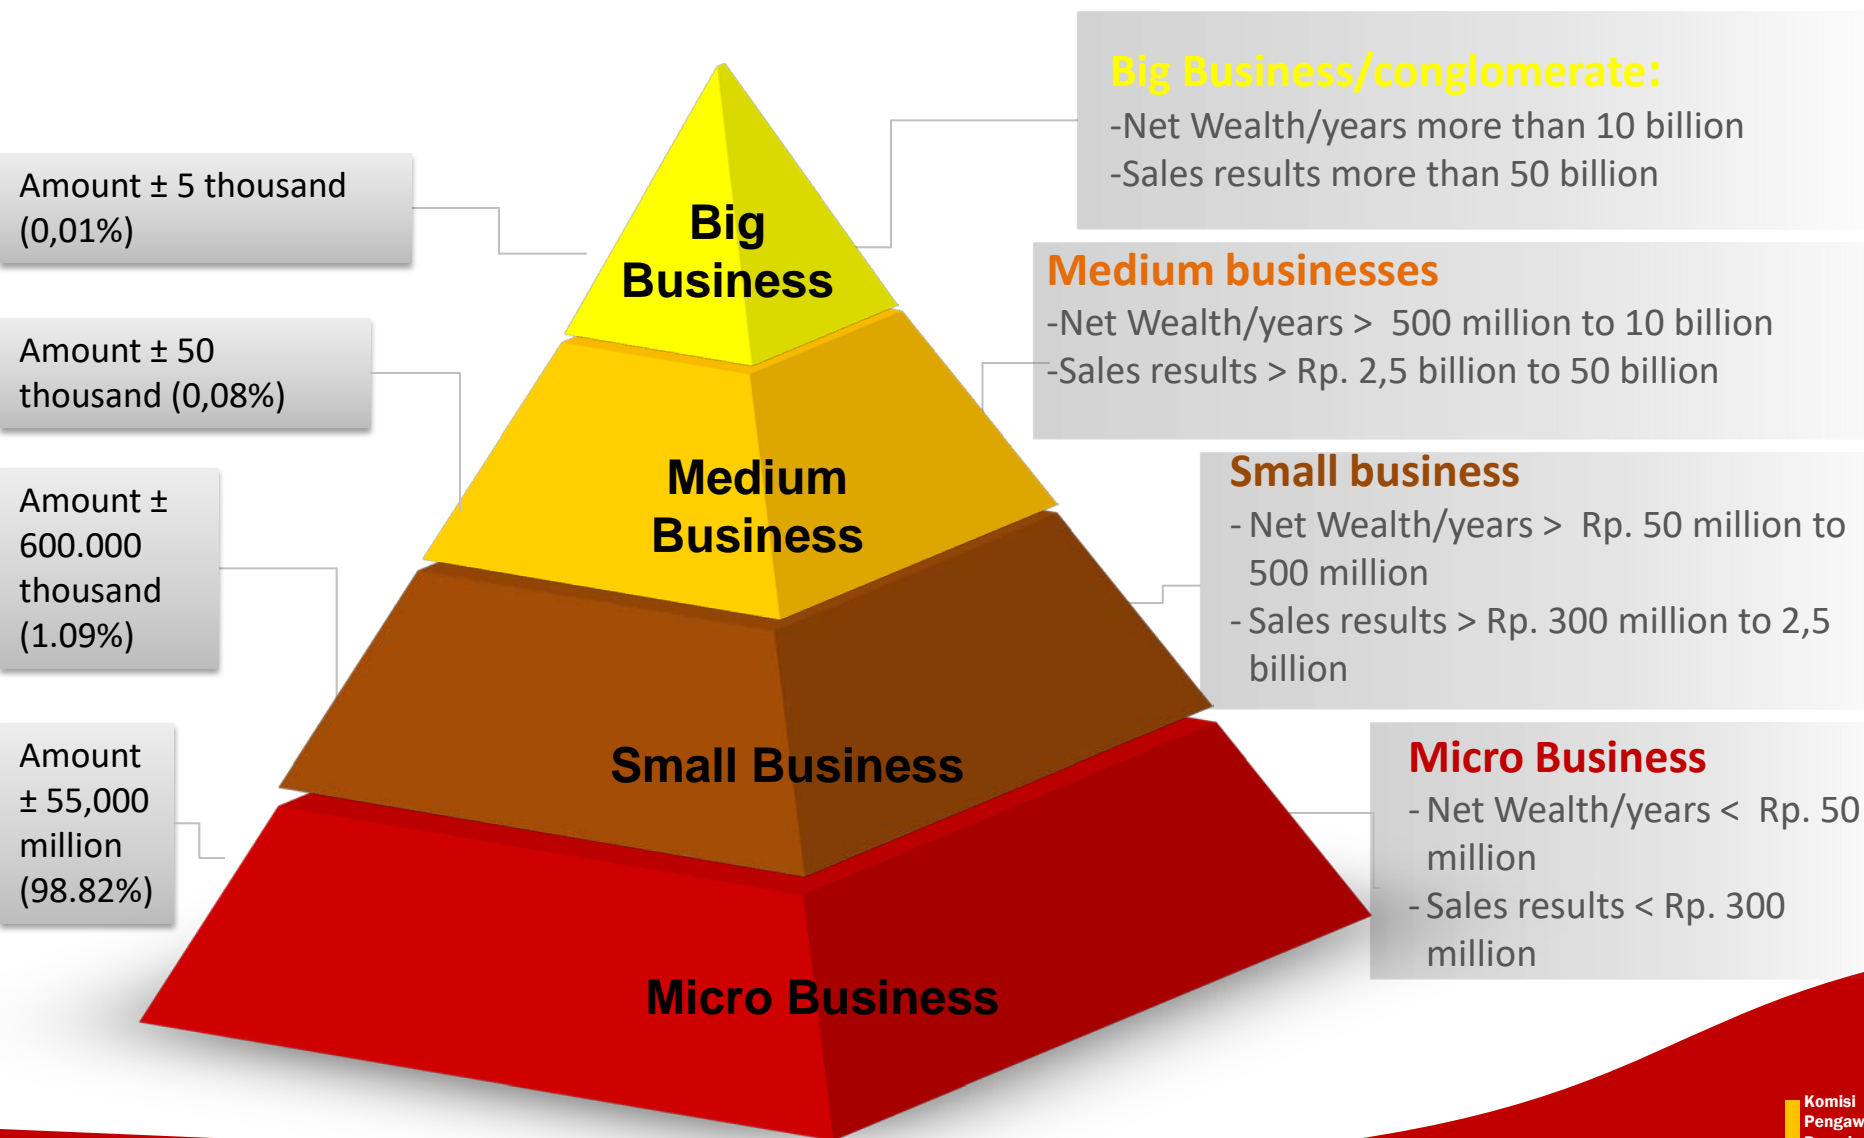 Big Business/conglomerate:
-Net Wealth/years more than 10 billion
-Sales results more than 50 billion
Amount ± 5 thousand
(0,01%)
Big
Business
Medium businesses
-Net Wealth/years > 500 million to 10 billion
-Sales results > Rp. 2,5 billion to 50 billion
Amount ± 50
thousand (0,08%)
Medium
Business
Small business
- Net Wealth/years > Rp. 50 million to
500 million
- Sales results > Rp. 300 million to 2,5
billion
Amount ±
600.000
thousand
(1.09%)
Small Business
Micro Business
- Net Wealth/years < Rp. 50
million
- Sales results < Rp. 300
million
Amount
± 55,000
million
(98.82%)
Micro Business
Komisi
Pengaw